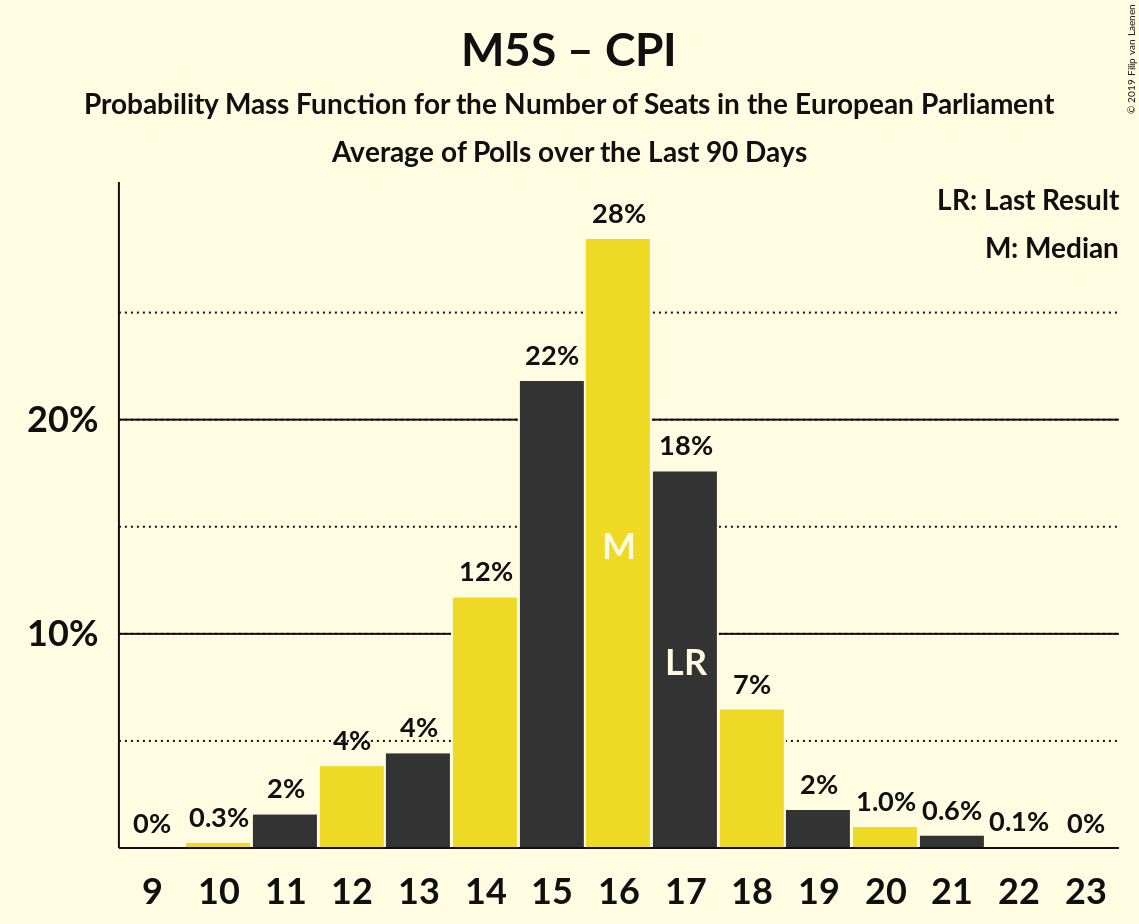 M5S – CPI
Probability Mass Function for the Number of Seats in the European Parliament
Average of Polls over the Last 90 Days
© 2019 Filip van Laenen
LR: Last Result
M: Median
28%
22%
20%
18%
M
12%
10%
LR
7%
4%
4%
2%
2%
1.0%
0.6%
0.3%
0.1%
0%
0%
9 10 11 12 13 14 15 16 17 18 19 20 21 22 23